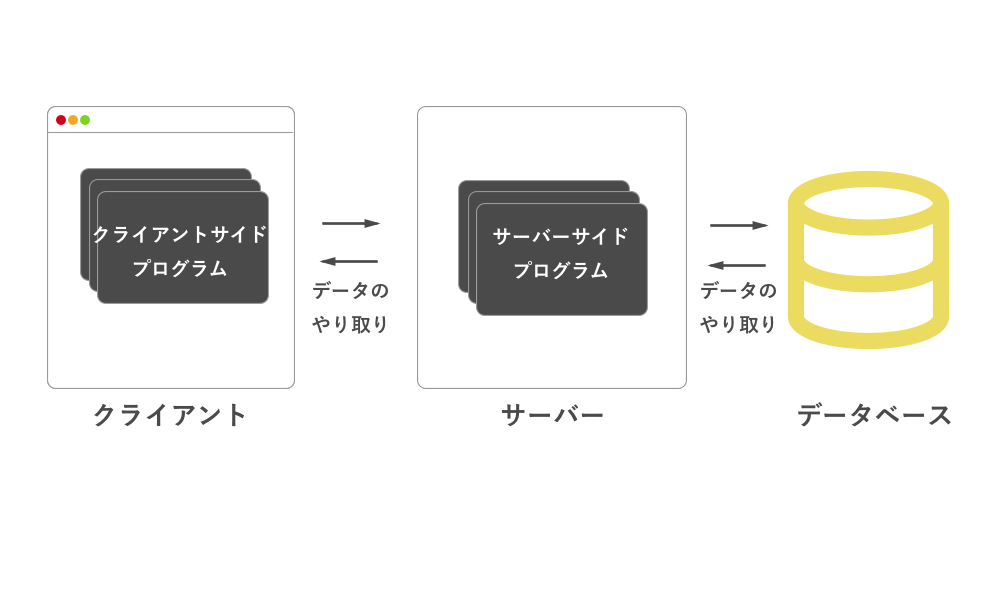 クライアントサイド
プログラム
データの
やり取り
クライアント
サーバーサイド
プログラム
データの
やり取り
サーバー
データベース